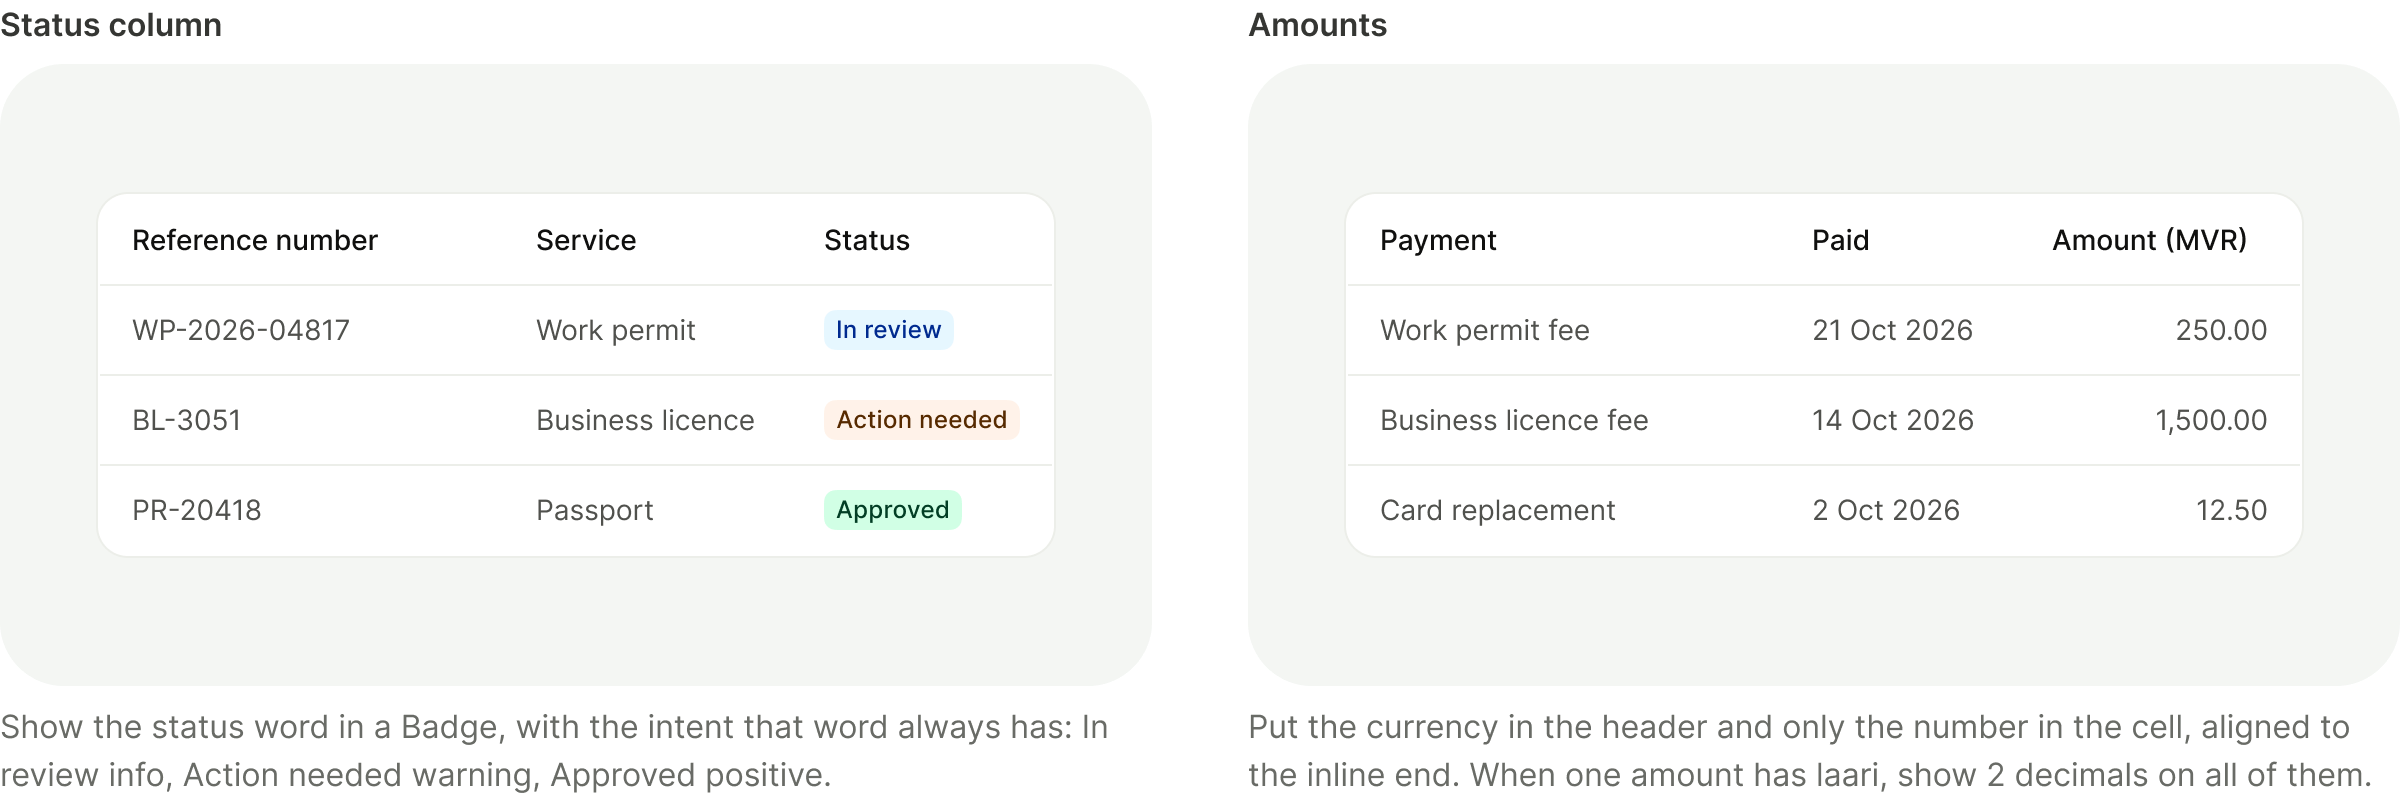 Status column
Reference number Service Status
WP-2026-04817 Work permit In review
BL-3051 Business licence Action needed
PR-20418 Passport Approved
Show the status word in a Badge, with the intent that word always has: In
review info, Action needed warning, Approved positive.
Amounts
Payment Paid Amount (MVR)
Work permit fee 21 Oct 2026 250.00
Business licence fee 14 Oct 2026 1,500.00
Card replacement 2 Oct 2026 12.50
Put the currency in the header and only the number in the cell, aligned to
the inline end. When one amount has laari, show 2 decimals on all of them.